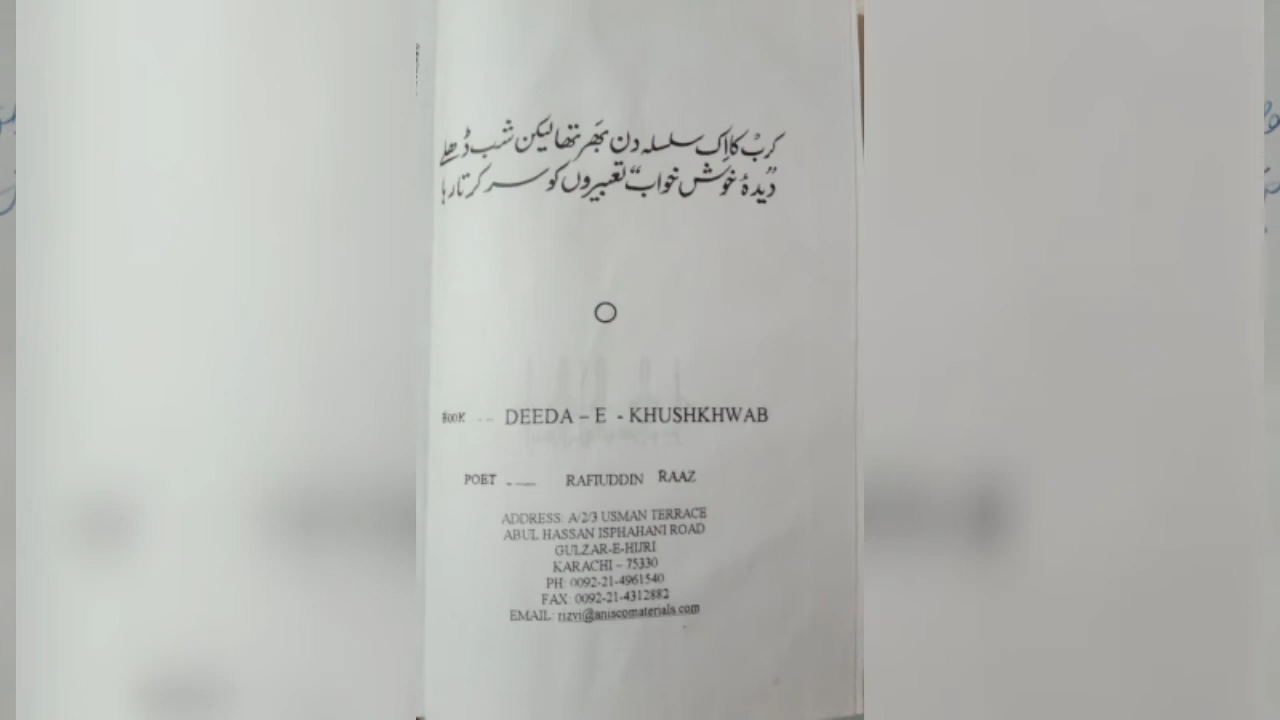 کربْ کا اِک سلسلہ دن بھَر تھا لیکن شب ڈھلے
”دیدۂ خوش خواب“ تعبیروں کو سر کرتا رہا
BOOK ..... DEEDA – E - KHUSHKHWAB
POET ....... RAFIUDDIN RAAZ
ADDRESS: A/2/3 USMAN TERRACE
ABUL HASSAN ISPHAHANI ROAD
GULZAR-E-HIJRI
KARACHI – 75330
PH: 0092-21-4961540
FAX: 0092-21-4312882
EMAIL: rizvi@aniscomaterials.com